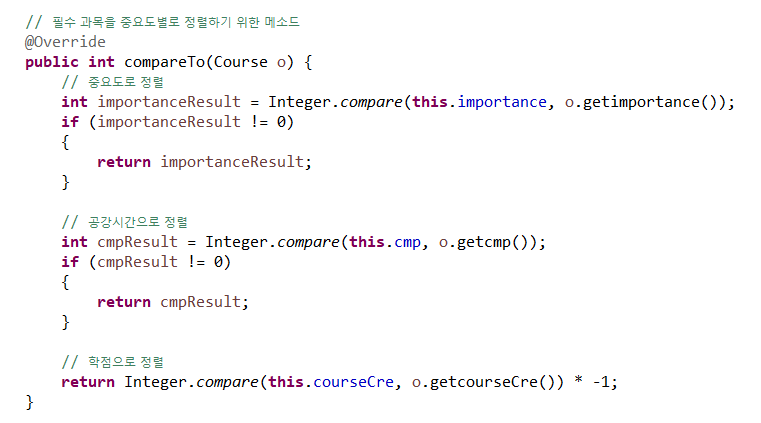 // 필수 과목을 중요도별로 정렬하기 위한 메소드
@Override
public int compareTo(Course o) {
    // 중요도로 정렬
    int importanceResult = Integer.compare(this.importance, o.getimportance());
    if (importanceResult != 0)
    {
        return importanceResult;
    }

    // 공강시간으로 정렬
    int cmpResult = Integer.compare(this.cmp, o.getcmp());
    if (cmpResult != 0)
    {
        return cmpResult;
    }

    // 학점으로 정렬
    return Integer.compare(this.courseCre, o.getcourseCre()) * -1;
}